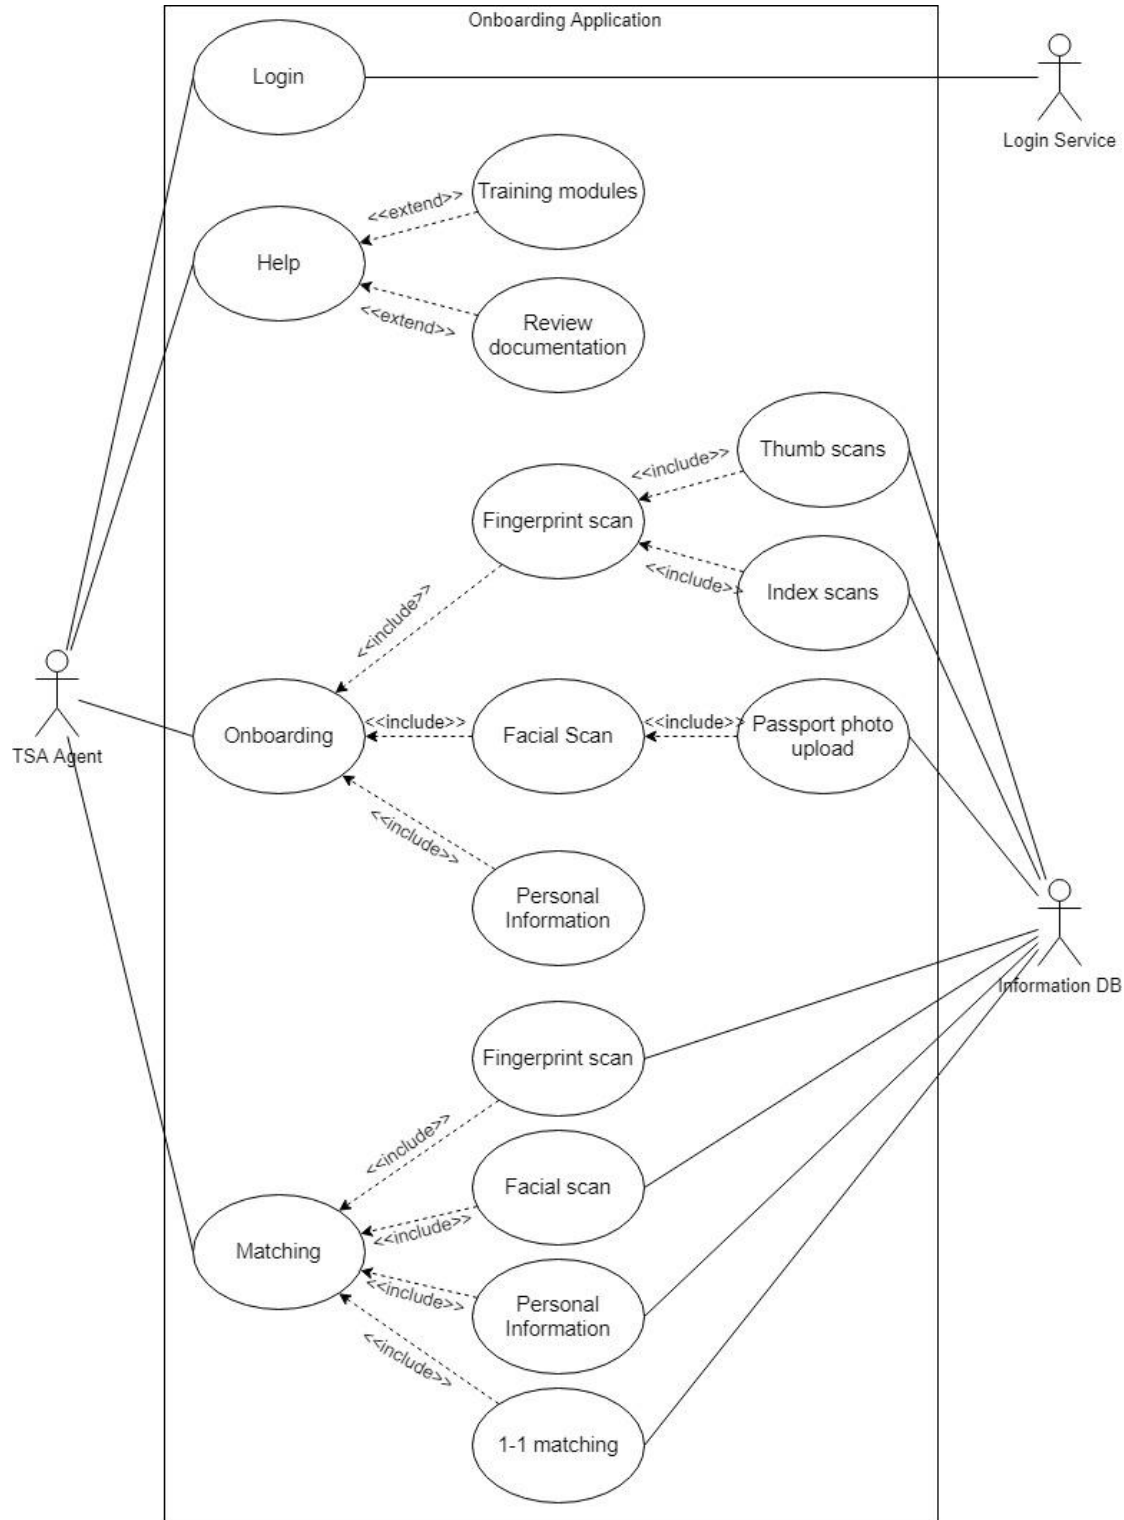 Onboarding Application
Login
Login Service
Training modules
<<extend>>
Help
<<extend>>
Review
documentation
Thumb scans
<<include>>
Fingerprint scan
<<include>>
Index scans
<<include>>
TSA Agent
Onboarding
<<include>>
Facial Scan
<<include>>
Passport photo
upload
<<include>>
Personal
Information
Information DB
Fingerprint scan
<<include>>
Facial scan
<<include>>
Matching
<<include>>
Personal
Information
<<include>>
1-1 matching